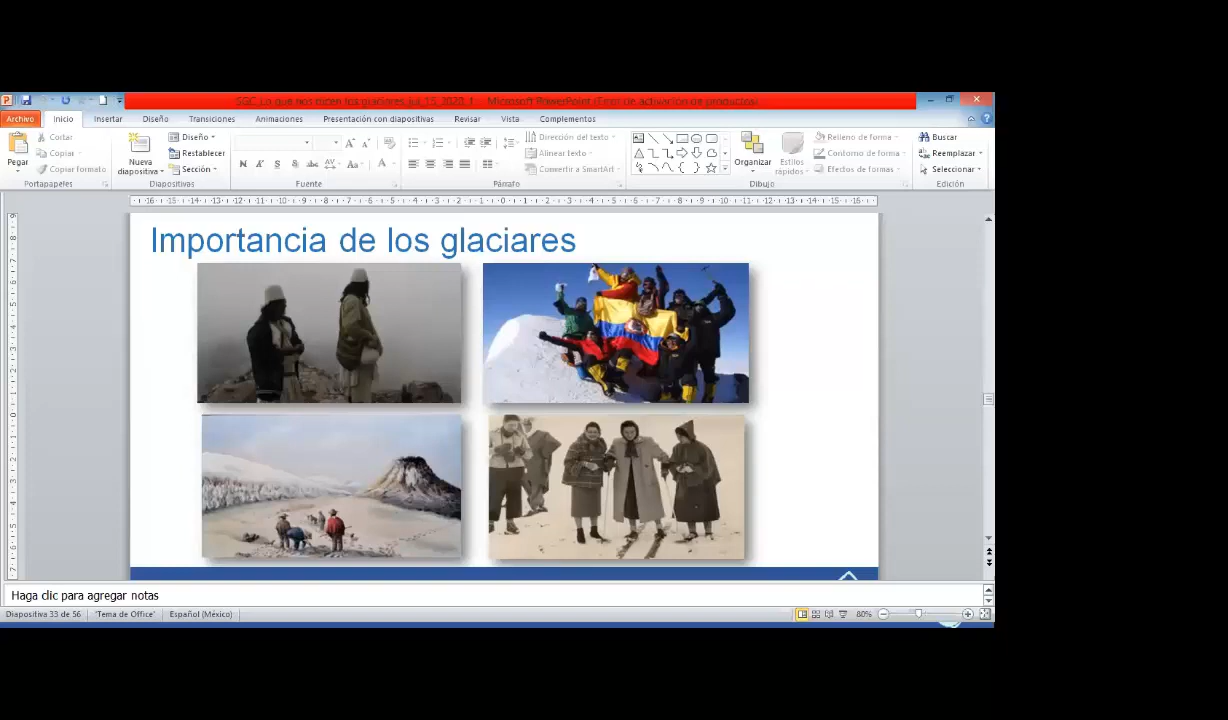 SGC_Lo que nos dicen los glaciares_jul_15_2020_1 - Microsoft PowerPoint (Error de activación de productos)
Archivo Inicio Insertar Diseño Transiciones Animaciones Presentación con diapositivas Revisar Vista Complementos
Pegar
Cortar
Copiar
Copiar formato
Portapapeles
Nueva diapositiva
Diseño
Restablecer
Sección
Diapositivas
Fuente
Dirección del texto
Alinear texto
Convertir a SmartArt
Párrafo
Organizar
Estilos rápidos
Relleno de forma
Contorno de forma
Efectos de formas
Dibujo
Buscar
Reemplazar
Seleccionar
Edición
Importancia de los glaciares
Haga clic para agregar notas
Diapositiva 33 de 56 "Tema de Office" Español (México) 80%